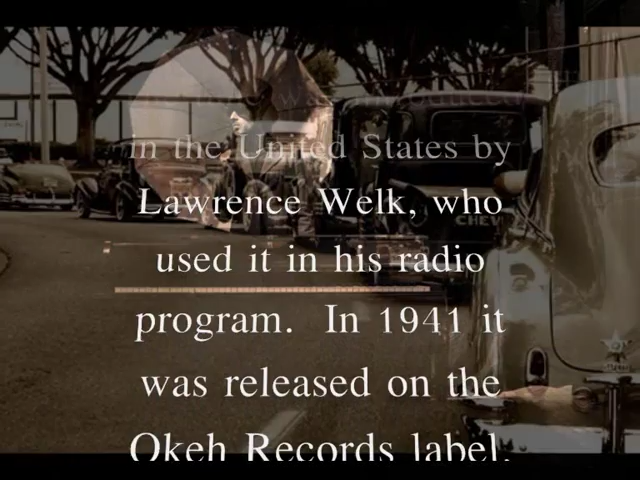 in the United States by
Lawrence Welk, who
used it in his radio
program. In 1941 it
was released on the
Okeh Records label.
CHEV